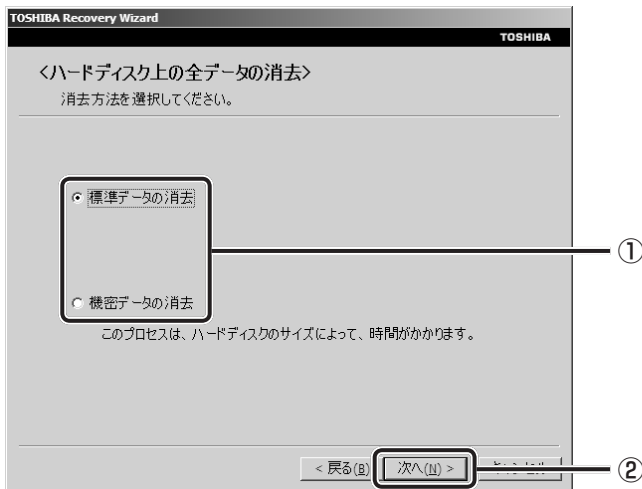 TOSHIBA Recovery Wizard
TOSHIBA
<ハードディスク上の全データの消去>
消去方法を選択してください。
標準データの消去
①
機密データの消去
このプロセスは、ハードディスクのサイズによって、時間がかかります。
< 戻る(B) 次へ(N) >
②